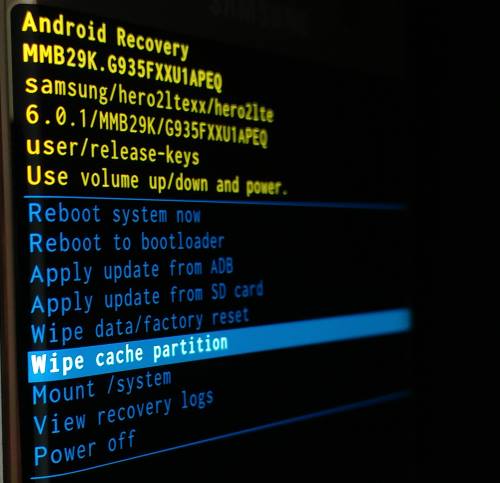 SAMSUNG
Android Recovery
MMB29K.G935FXXU1APEQ
samsung/hero2ltexx/hero2lte
6.0.1/MMB29K/G935FXXU1APEQ
user/release-keys
Use volume up/down and power.
Reboot system now
Reboot to bootloader
Apply update from ADB
Apply update from SD card
Wipe data/factory reset
Wipe cache partition
Mount /system
View recovery logs
Power off